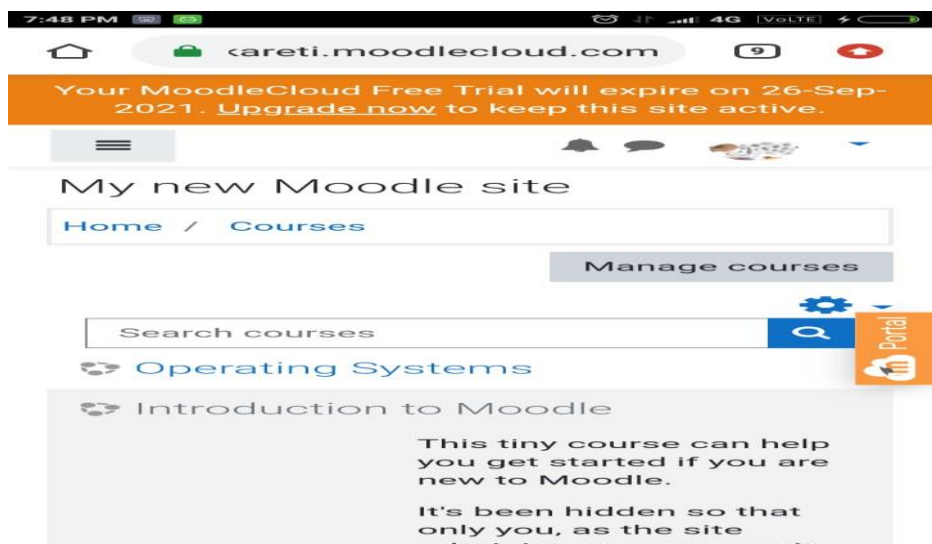 7:48 PM 4G VoLTE
kareti.moodlecloud.com 9
Your MoodleCloud Free Trial will expire on 26-Sep-
2021. Upgrade now to keep this site active.
My new Moodle site
Home / Courses
Manage courses
Search courses
Portal
Operating Systems
Introduction to Moodle
This tiny course can help
you get started if you are
new to Moodle.
It's been hidden so that
only you, as the site